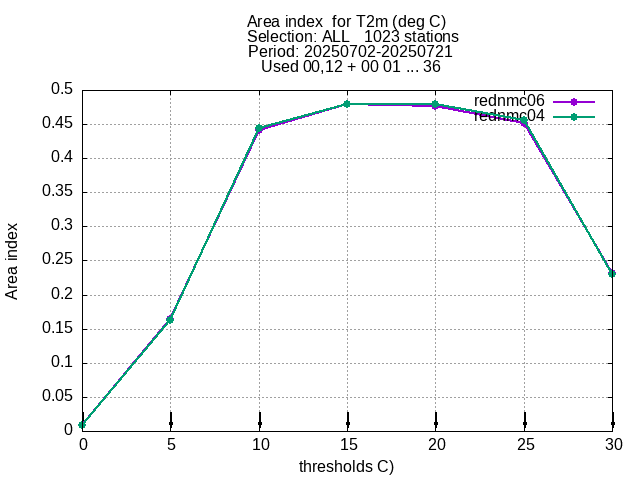 Area index  for T2m (deg C)
Selection: ALL   1023 stations
Period: 20250702-20250721
Used 00,12 + 00 01 ... 36
rednmc06
rednmc04
0.5
0.45
0.4
0.35
0.3
0.25
0.2
0.15
0.1
0.05
0
Area index
0 5 10 15 20 25 30
thresholds C)